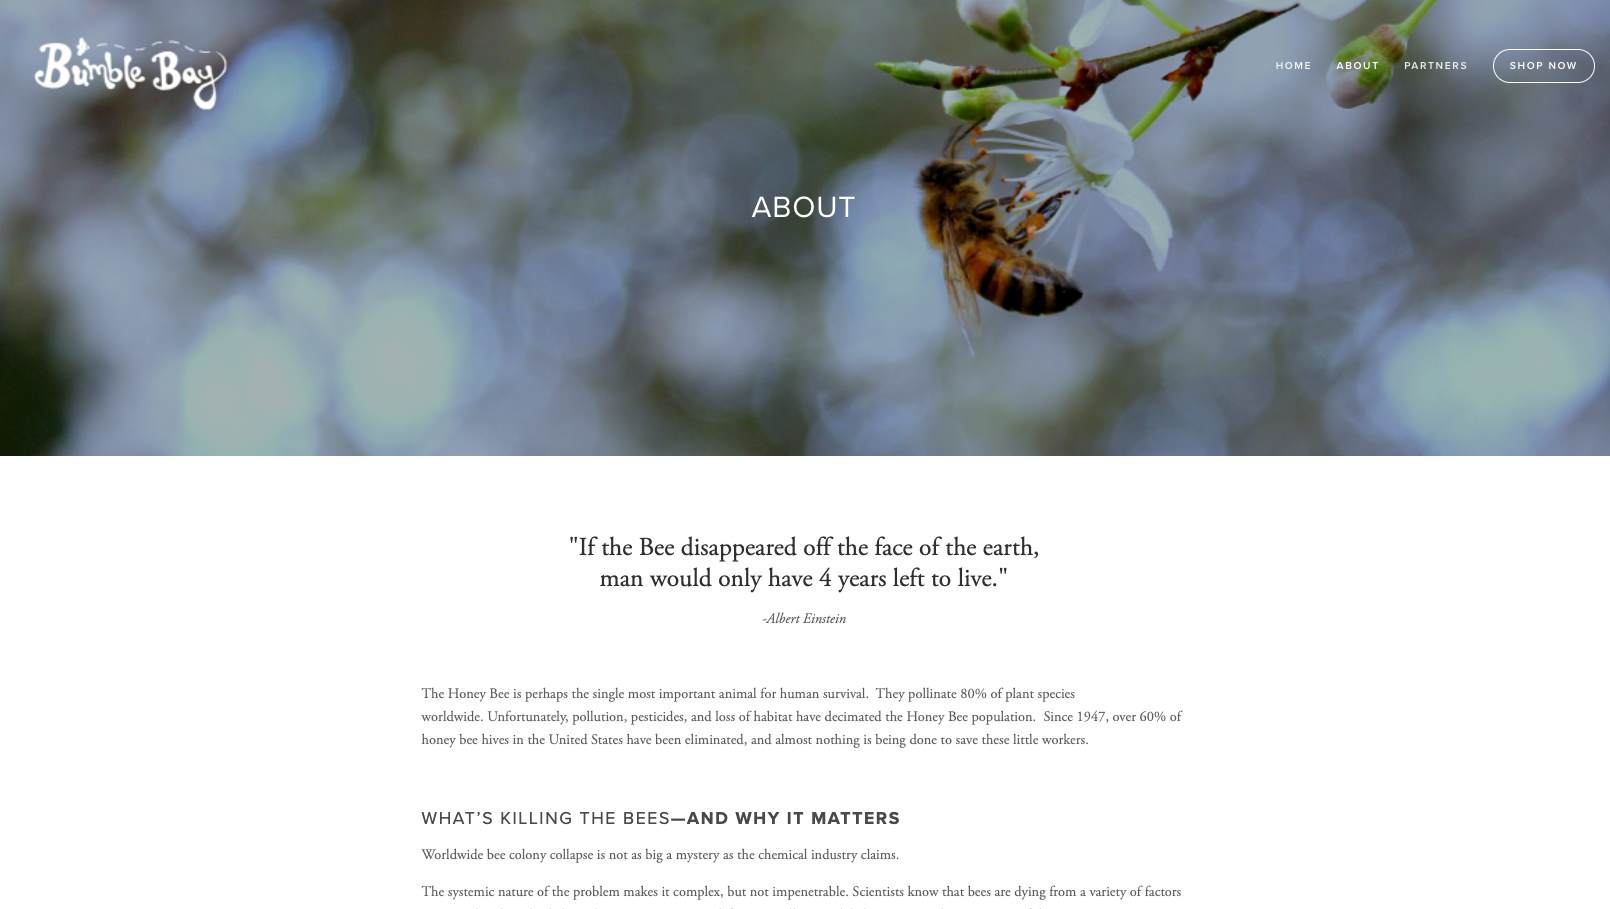 Bumble Bay
HOME ABOUT PARTNERS SHOP NOW
ABOUT
"If the Bee disappeared off the face of the earth,
man would only have 4 years left to live."
-Albert Einstein
The Honey Bee is perhaps the single most important animal for human survival.  They pollinate 80% of plant species
worldwide. Unfortunately, pollution, pesticides, and loss of habitat have decimated the Honey Bee population.  Since 1947, over 60% of
honey bee hives in the United States have been eliminated, and almost nothing is being done to save these little workers.
WHAT’S KILLING THE BEES—AND WHY IT MATTERS
Worldwide bee colony collapse is not as big a mystery as the chemical industry claims.
The systemic nature of the problem makes it complex, but not impenetrable. Scientists know that bees are dying from a variety of factors